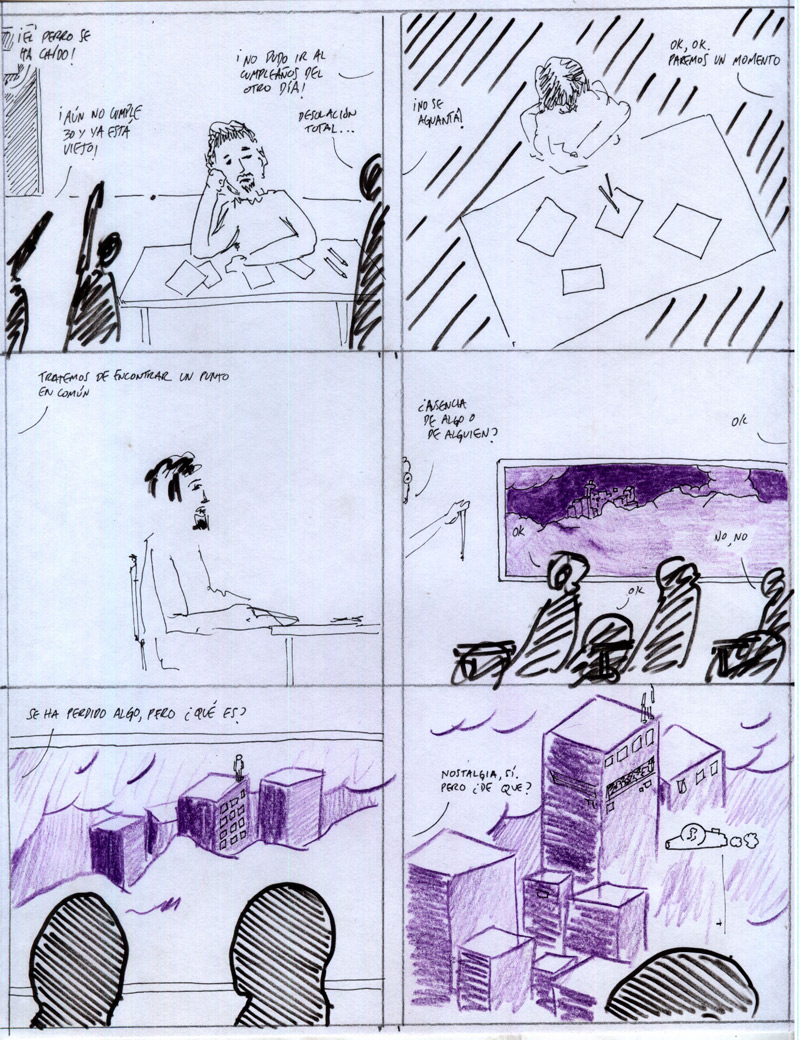 ¡EL PERRO SE
HA CAÍDO!
¡NO PUDO IR AL
CUMPLEAÑOS DEL
OTRO DÍA!
¡AÚN NO CUMPLE
30 Y YA ESTÁ
VIEJO!
DESOLACIÓN
TOTAL...
OK, OK.
PAREMOS UN MOMENTO
¡NO SE
AGUANTA!
TRATEMOS DE ENCONTRAR UN PUNTO
EN COMÚN
¿AUSENCIA
DE ALGO O
DE ALGUIEN?
OK
OK
NO, NO
OK
SE HA PERDIDO ALGO, PERO ¿QUÉ ES?
NOSTALGIA, SÍ.
PERO ¿DE QUE?